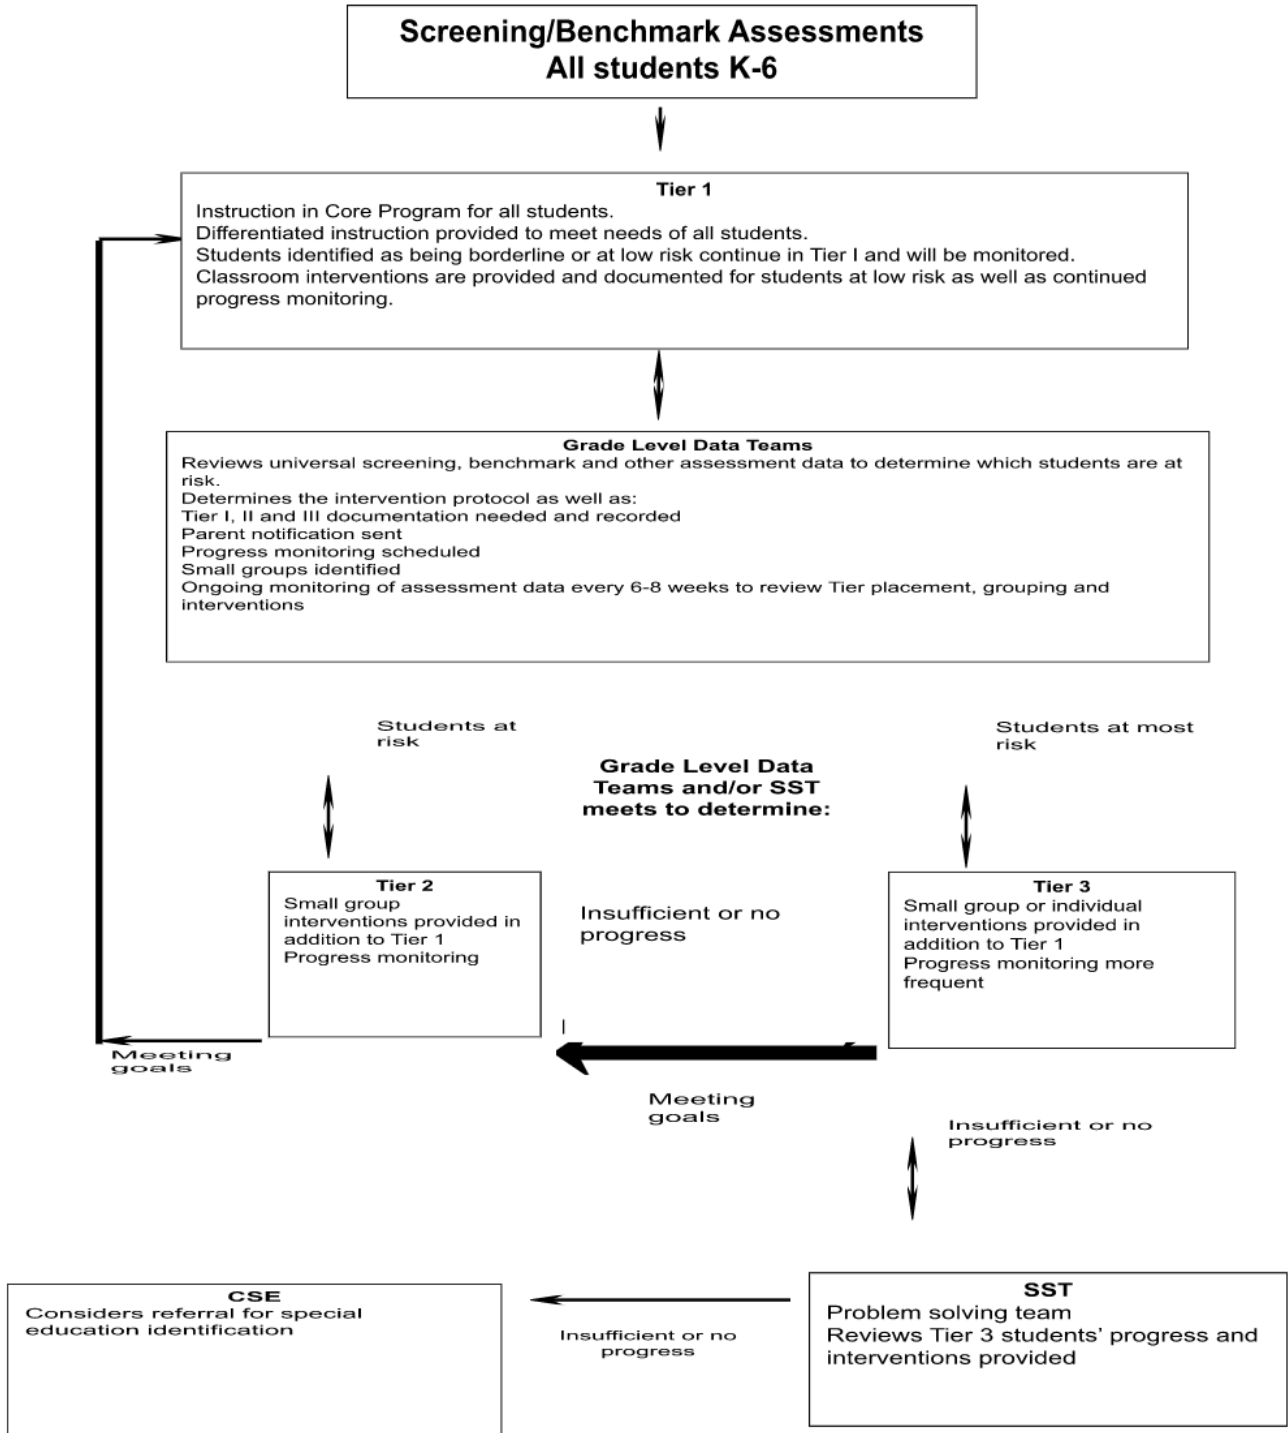 Screening/Benchmark Assessments
All students K-6
Tier 1
Instruction in Core Program for all students.
Differentiated instruction provided to meet needs of all students.
Students identified as being borderline or at low risk continue in Tier I and will be monitored.
Classroom interventions are provided and documented for students at low risk as well as continued
progress monitoring.
Grade Level Data Teams
Reviews universal screening, benchmark and other assessment data to determine which students are at
risk.
Determines the intervention protocol as well as:
Tier I, II and III documentation needed and recorded
Parent notification sent
Progress monitoring scheduled
Small groups identified
Ongoing monitoring of assessment data every 6-8 weeks to review Tier placement, grouping and
interventions
Students at
risk
Grade Level Data
Teams and/or SST
meets to determine:
Students at most
risk
Tier 2
Small group
interventions provided in
addition to Tier 1
Progress monitoring
Insufficient or no
progress
Tier 3
Small group or individual
interventions provided in
addition to Tier 1
Progress monitoring more
frequent
Meeting
goals
Meeting
goals
Insufficient or no
progress
CSE
Considers referral for special
education identification
Insufficient or no
progress
SST
Problem solving team
Reviews Tier 3 students’ progress and
interventions provided